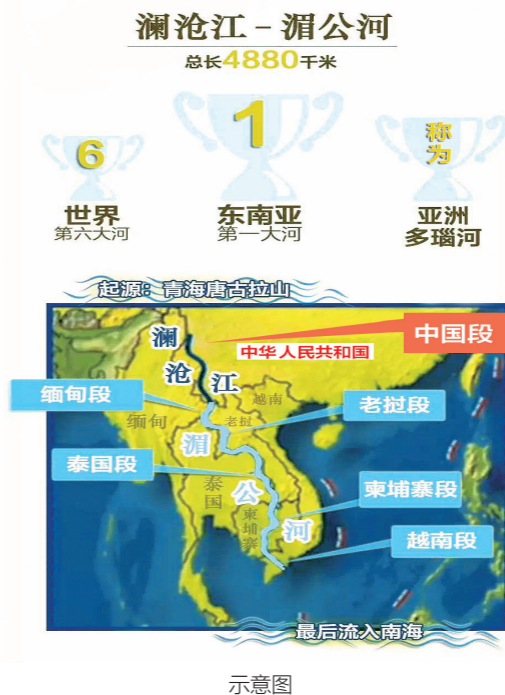 澜沧江-湄公河
总长4880千米
6
1
称
为
世界
第六大河
东南亚
第一大河
亚洲
多瑙河
起源：青海唐古拉山
中国段
中华人民共和国
澜
沧
江
缅甸段
越南
老挝段
缅甸
老挝
湄
泰国段
泰
国
公
柬埔寨段
柬
埔
寨
河
越南段
最后流入南海
示意图